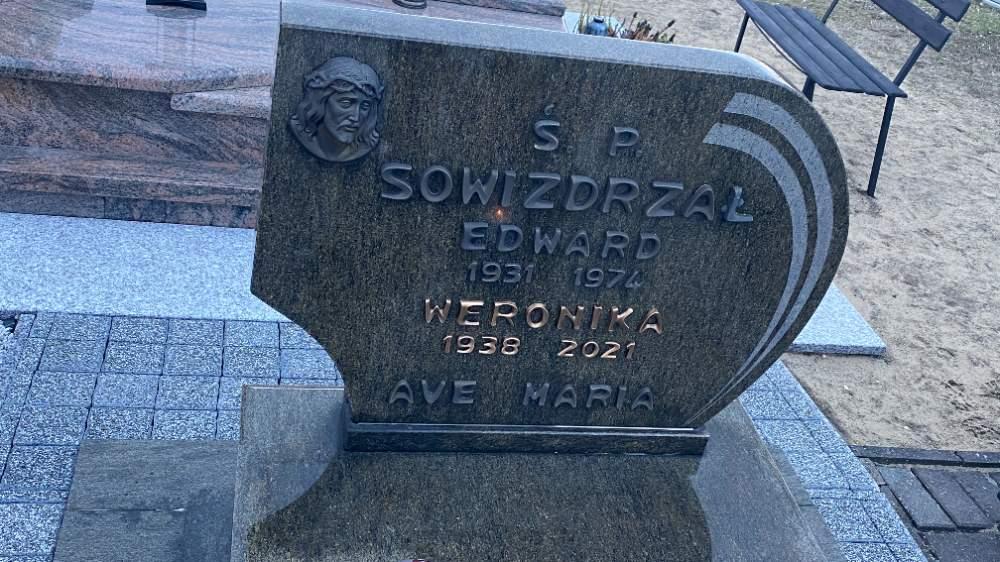 Ś P.
SOWIZDRZAŁ
EDWARD
1931 1974
WERONIKA
1938 2021
AVE MARIA